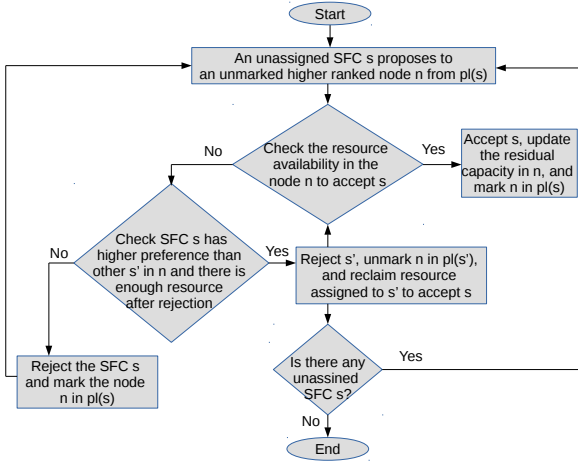 Start
An unassigned SFC s proposes to
an unmarked higher ranked node n from pl(s)
No
Check the resource
availability in the
node n to accept s
Yes
Accept s, update
the residual
capacity in n, and
mark n in pl(s)
No
Check SFC s has
higher preference than
other s' in n and there is
enough resource
after rejection
Yes
Reject s', unmark n in pl(s'),
and reclaim resource
assigned to s' to accept s
Reject the SFC s
and mark the node
n in pl(s)
Is there any
unassined
SFC s?
Yes
No
End